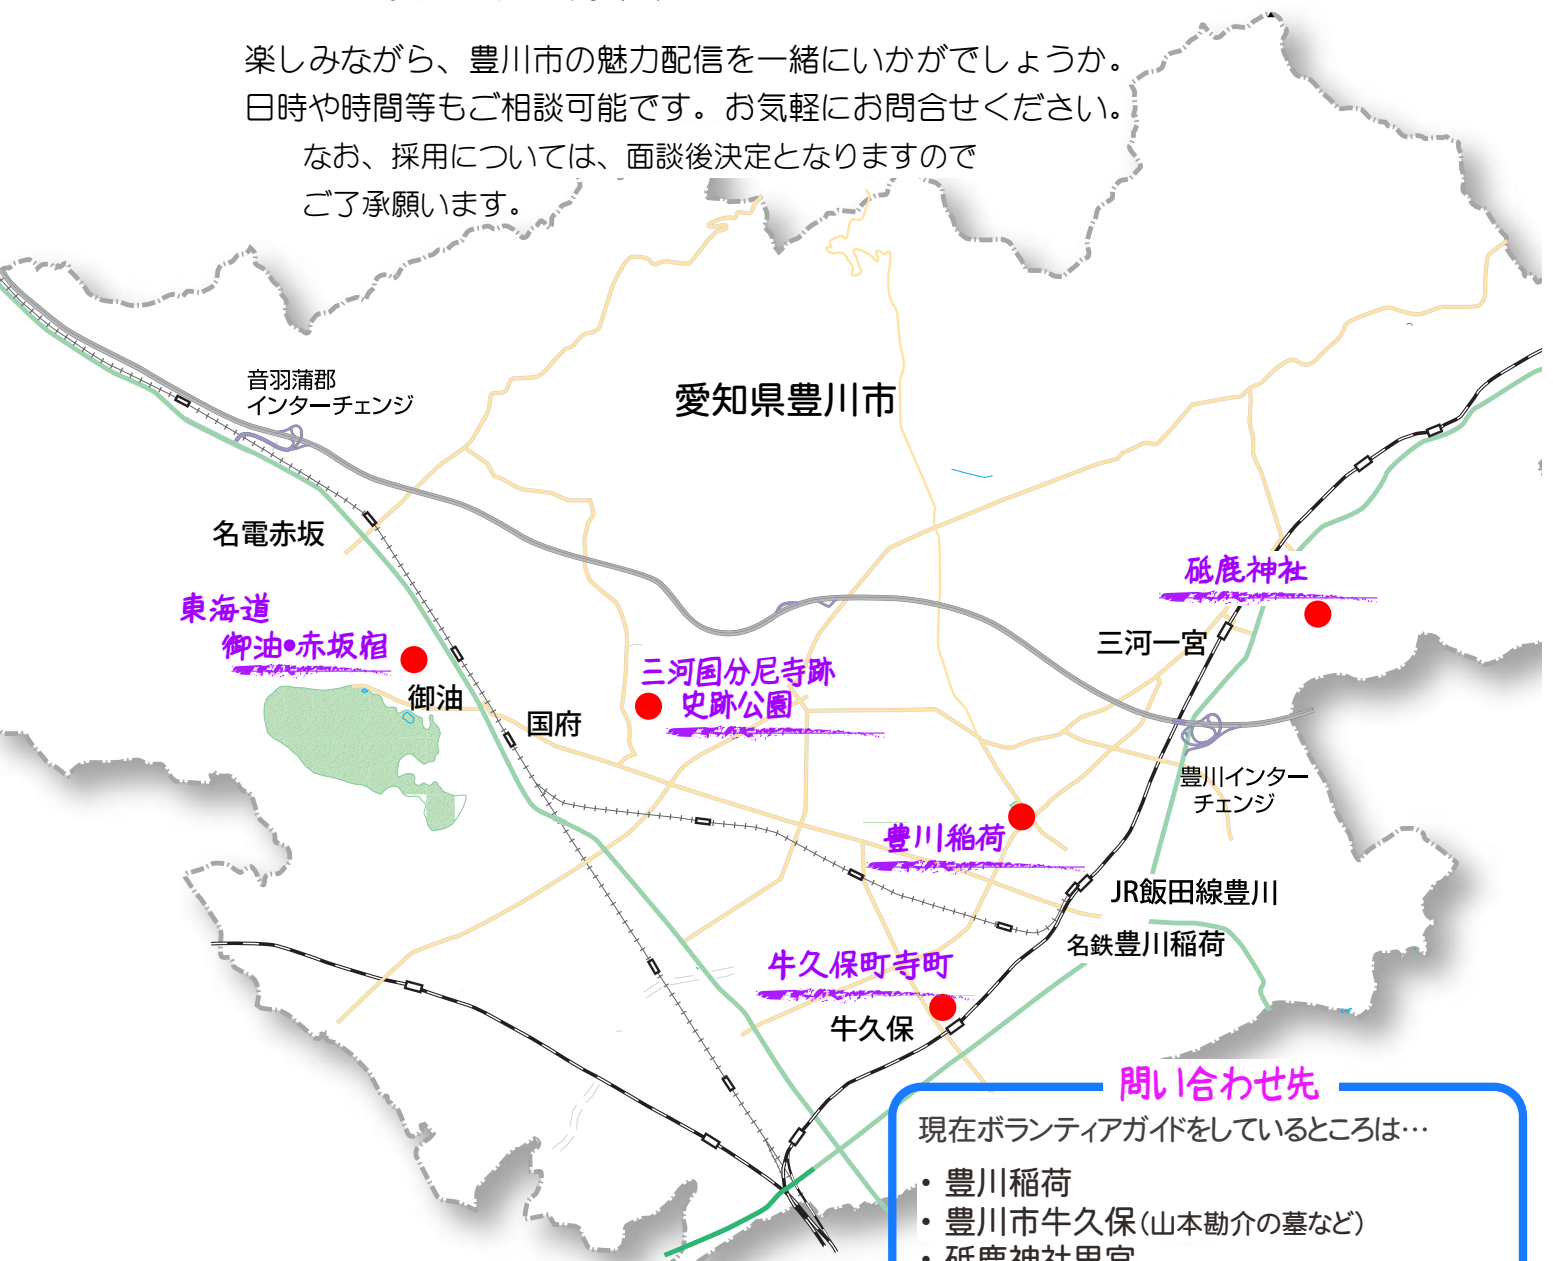 楽しみながら、豊川市の魅力配信を一緒にいかがでしょうか。
日時や時間等もご相談可能です。お気軽にお問合せください。
なお、採用については、面談後決定となりますので
ご了承願います。
音羽蒲郡
インターチェンジ
愛知県豊川市
名電赤坂
砥鹿神社
東海道
御油•赤坂宿
三河一宮
三河国分尼寺跡
史跡公園
御油
国府
豊川インター
チェンジ
豊川稲荷
JR飯田線豊川
名鉄豊川稲荷
牛久保町寺町
牛久保
問い合わせ先
現在ボランティアガイドをしているところは…
・豊川稲荷
・豊川市牛久保(山本勘介の墓など)
・砥鹿神社里宮